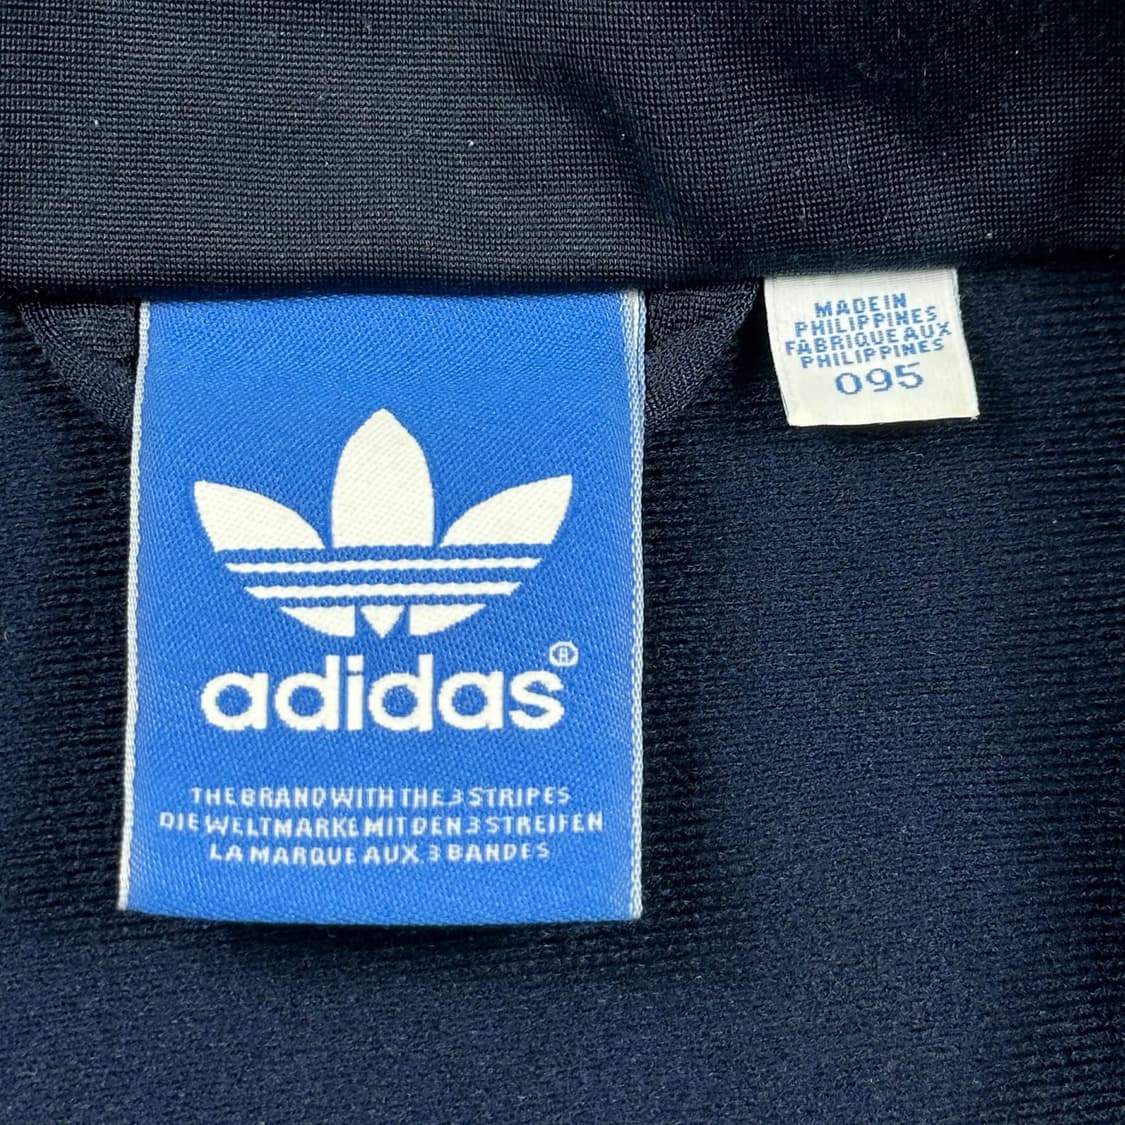 adidas®
THE BRAND WITH THE 3 STRIPES
DIE WELTMARKE MIT DEN 3 STREIFEN
LA MARQUE AUX 3 BANDES
MADE IN
PHILIPPINES
FABRIQUE AUX
PHILIPPINES
095